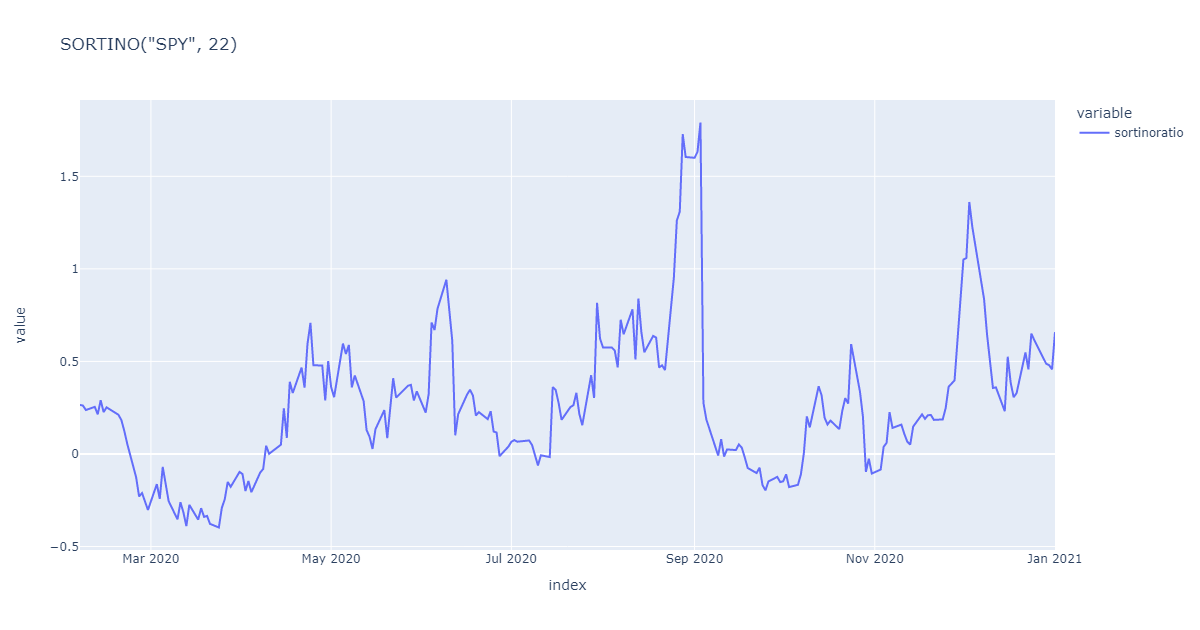 SORTINO("SPY", 22)
variable
sortinoratio
1.5
1
0.5
0
−0.5
value
Mar 2020
May 2020
Jul 2020
Sep 2020
Nov 2020
Jan 2021
index